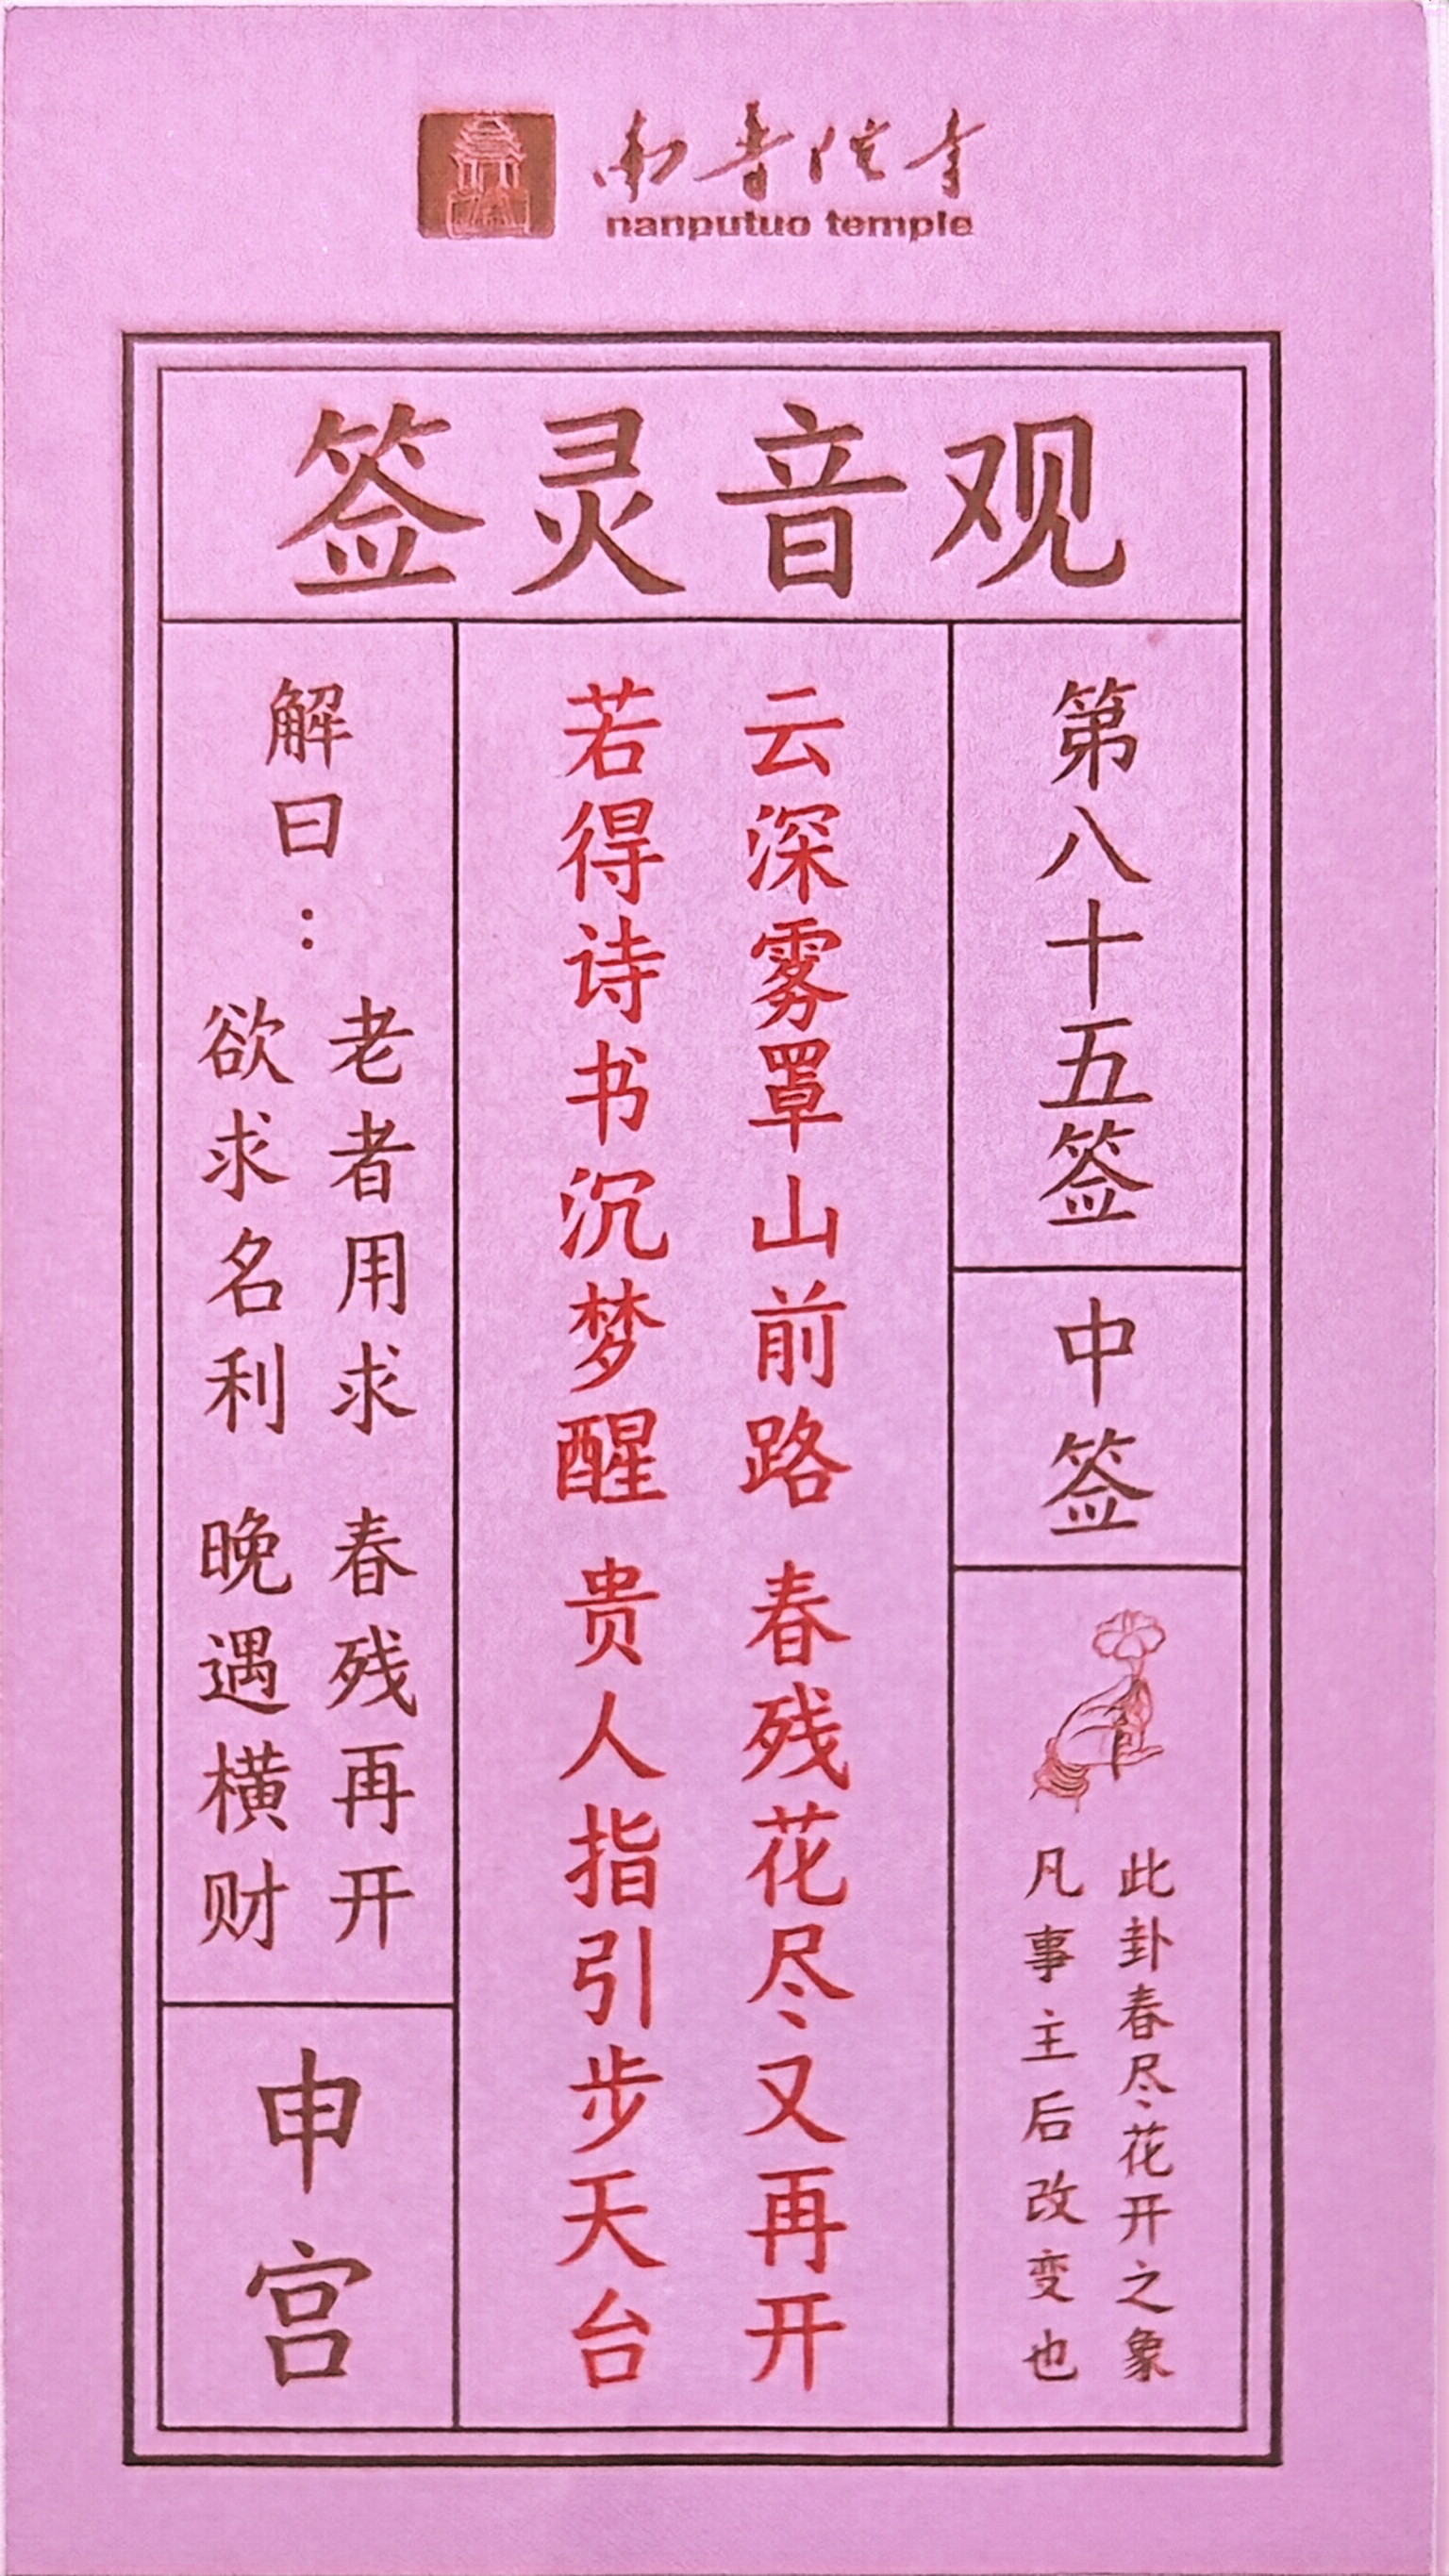 南普陀寺
nanputuo temple
观音灵签
第八十五签
中签
此卦春尽花开之象
凡事主后改变也
云深雾罩山前路 春残花尽又再开
若得诗书沉梦醒 贵人指引步天台
解曰：
老者用求 春残再开
欲求名利 晚遇横财
申宫